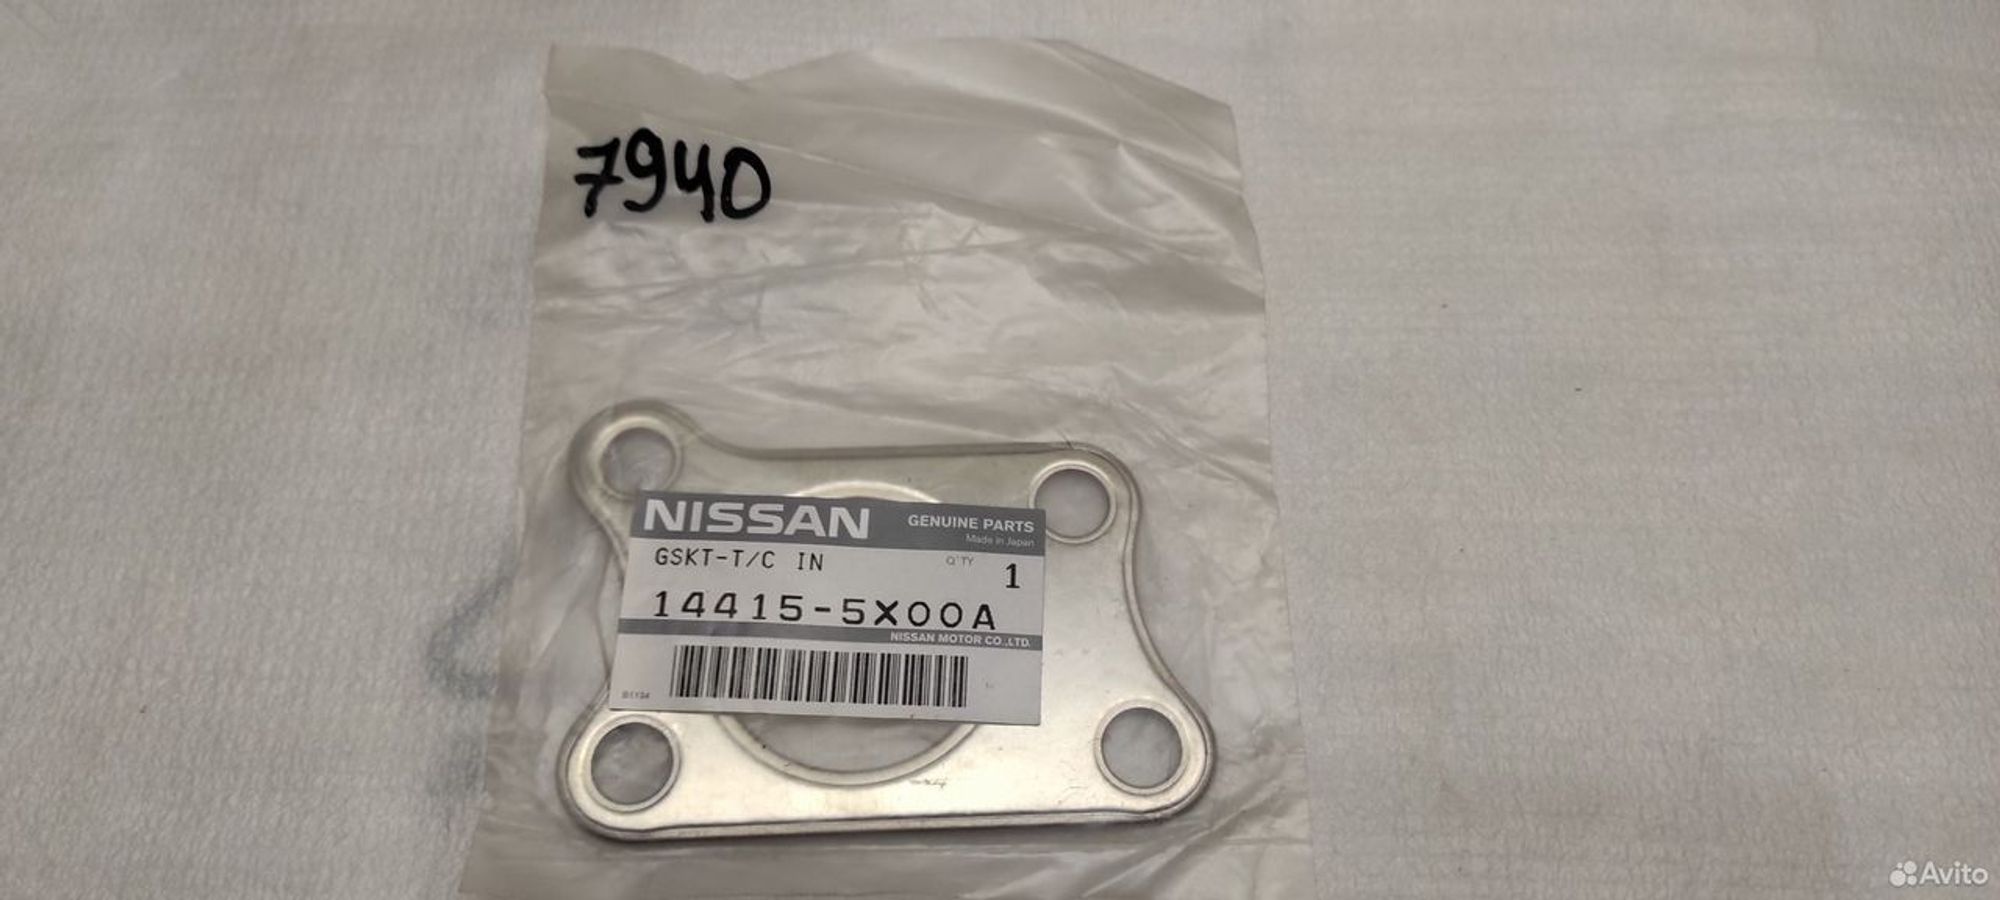 7940
NISSAN
GENUINE PARTS
Made in Japan
GSKT-T/C IN
Q'TY
1
14415-5X00A
NISSAN MOTOR CO.,LTD.
Avito